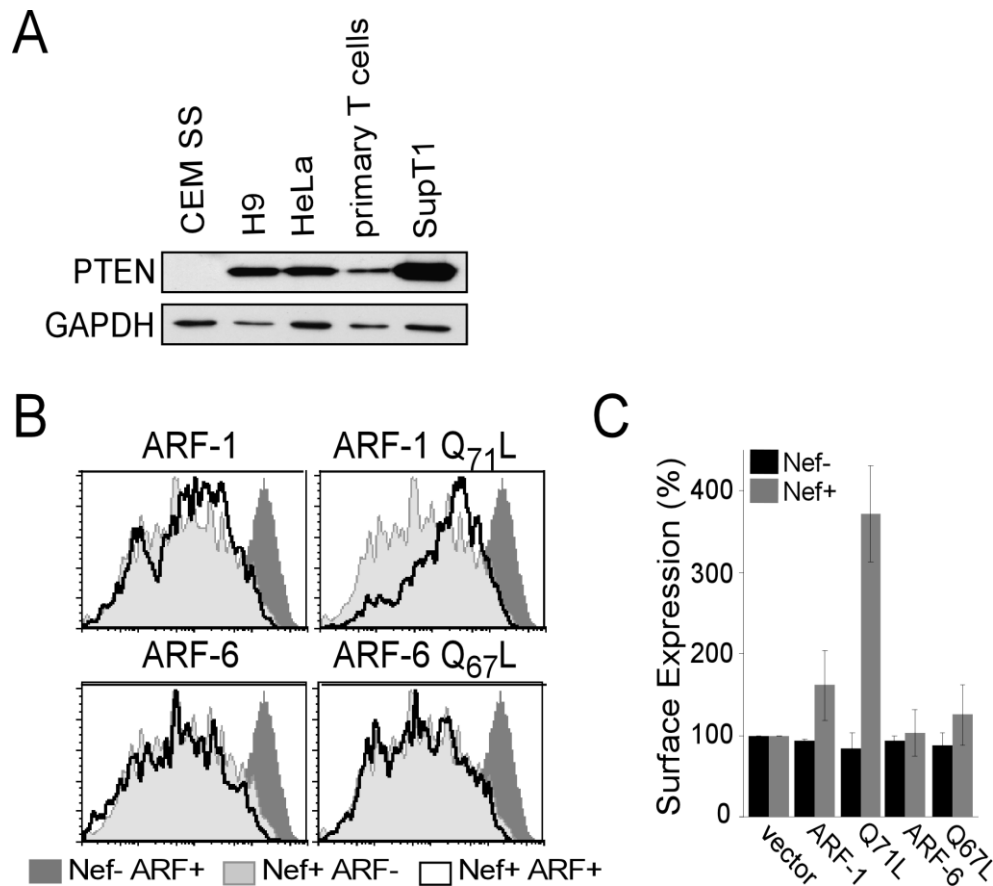 A
CEM SS
H9
HeLa
primary T cells
SupT1
PTEN
GAPDH
B
ARF-1
ARF-1 Q71L
ARF-6
ARF-6 Q67L
Nef- ARF+
Nef+ ARF-
Nef+ ARF+
C
Nef-
Nef+
Surface Expression (%)
400
300
200
100
0
vector
ARF-1
Q71L
ARF-6
Q67L